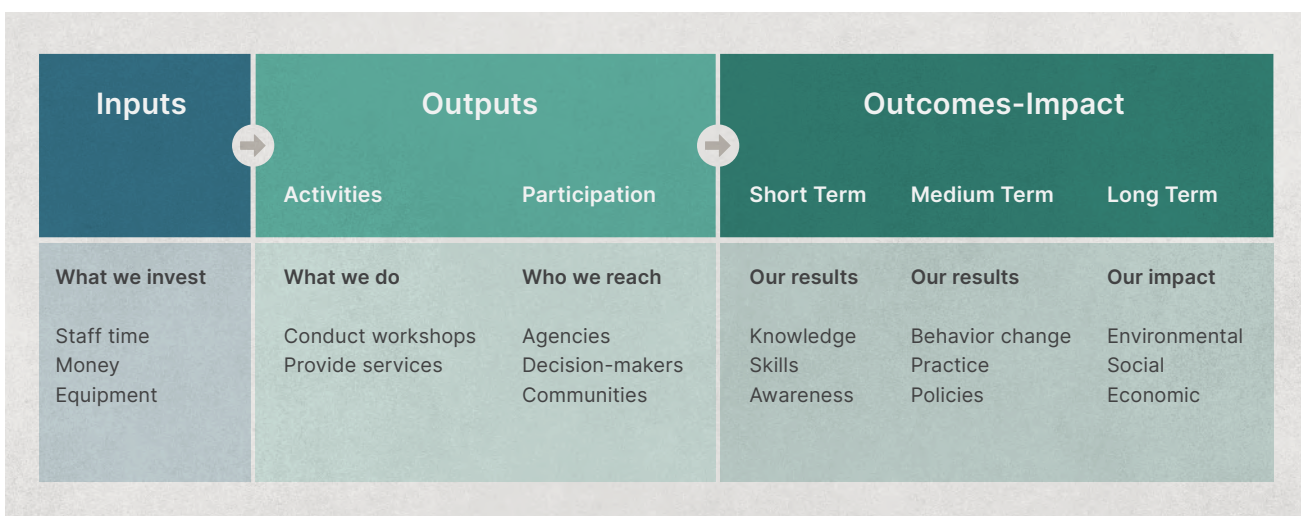 Inputs
Outputs
Outcomes-Impact
Activities
Participation
Short Term
Medium Term
Long Term
What we invest
Staff time
Money
Equipment
What we do
Conduct workshops
Provide services
Who we reach
Agencies
Decision-makers
Communities
Our results
Knowledge
Skills
Awareness
Our results
Behavior change
Practice
Policies
Our impact
Environmental
Social
Economic